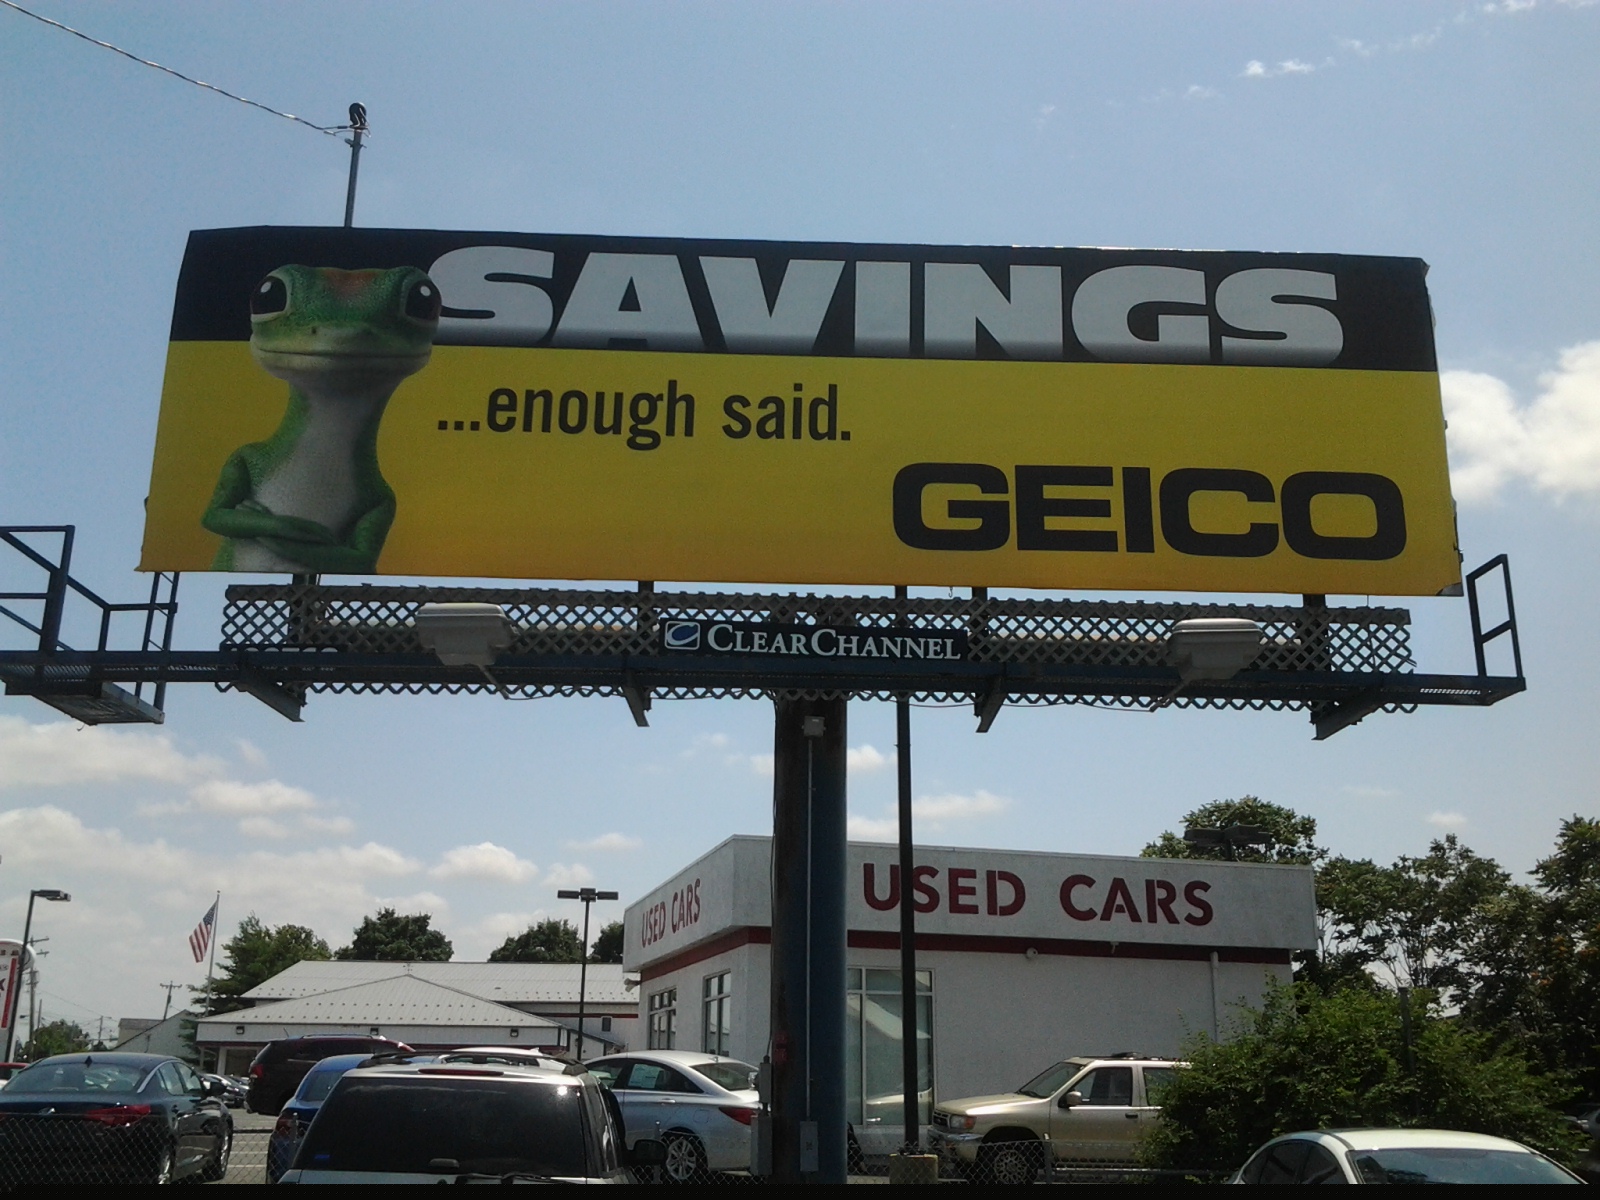 SAVINGS
...enough said.
GEICO
CLEARCHANNEL
USED CARS
USED CARS